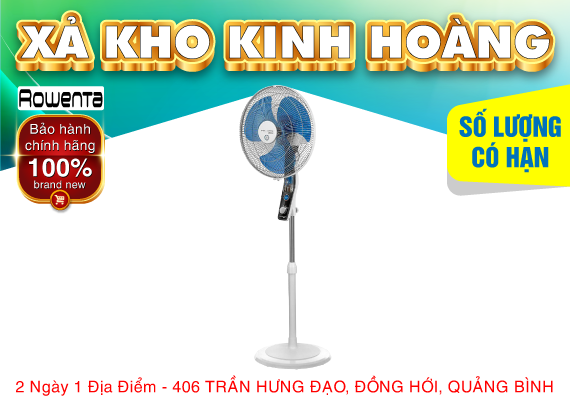 XẢ KHO KINH HOÀNG
Rowenta
Bảo hành
chính hãng
100%
brand new
SỐ LƯỢNG
CÓ HẠN
2 Ngày 1 Địa Điểm - 406 TRẦN HƯNG ĐẠO, ĐỒNG HỚI, QUẢNG BÌNH